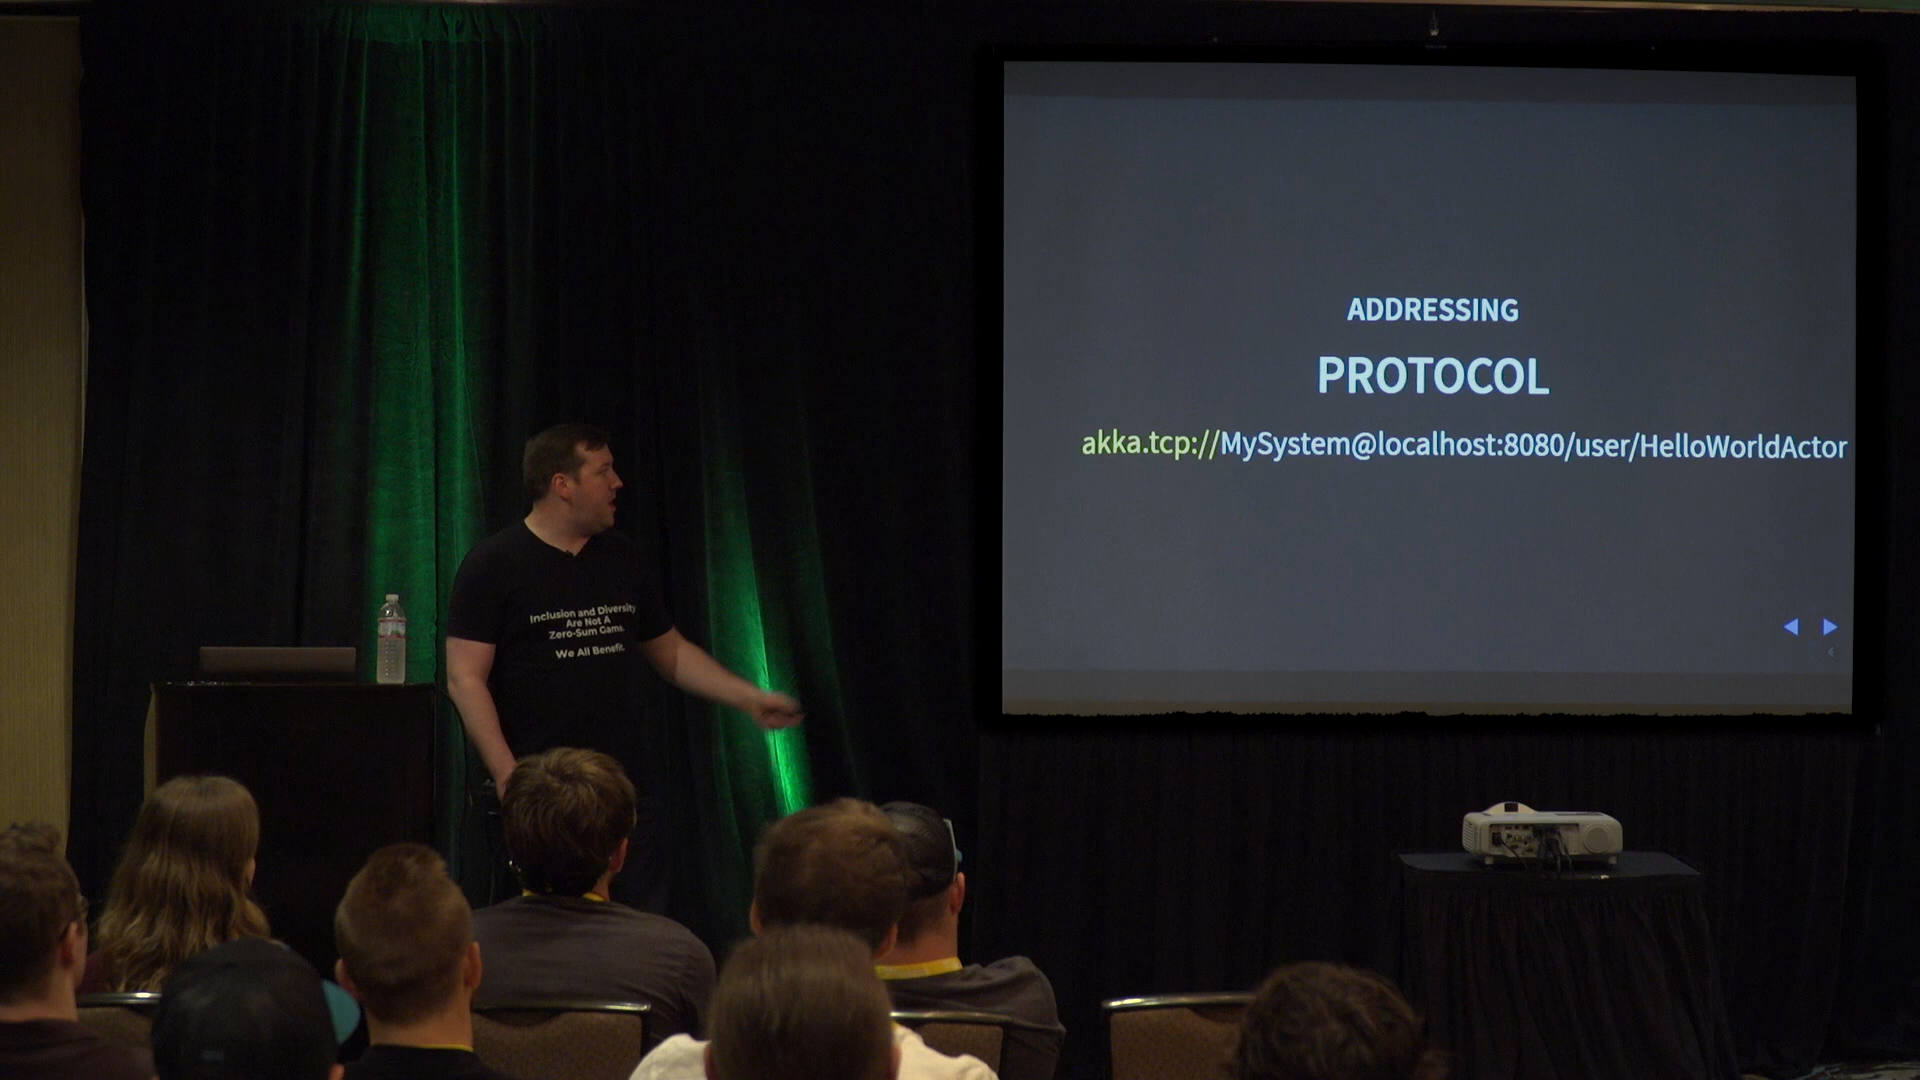 ADDRESSING
PROTOCOL
akka.tcp://MySystem@localhost:8080/user/HelloWorldActor
Inclusion and Diversity
Are Not A
Zero-Sum Game.
We All Benefit.